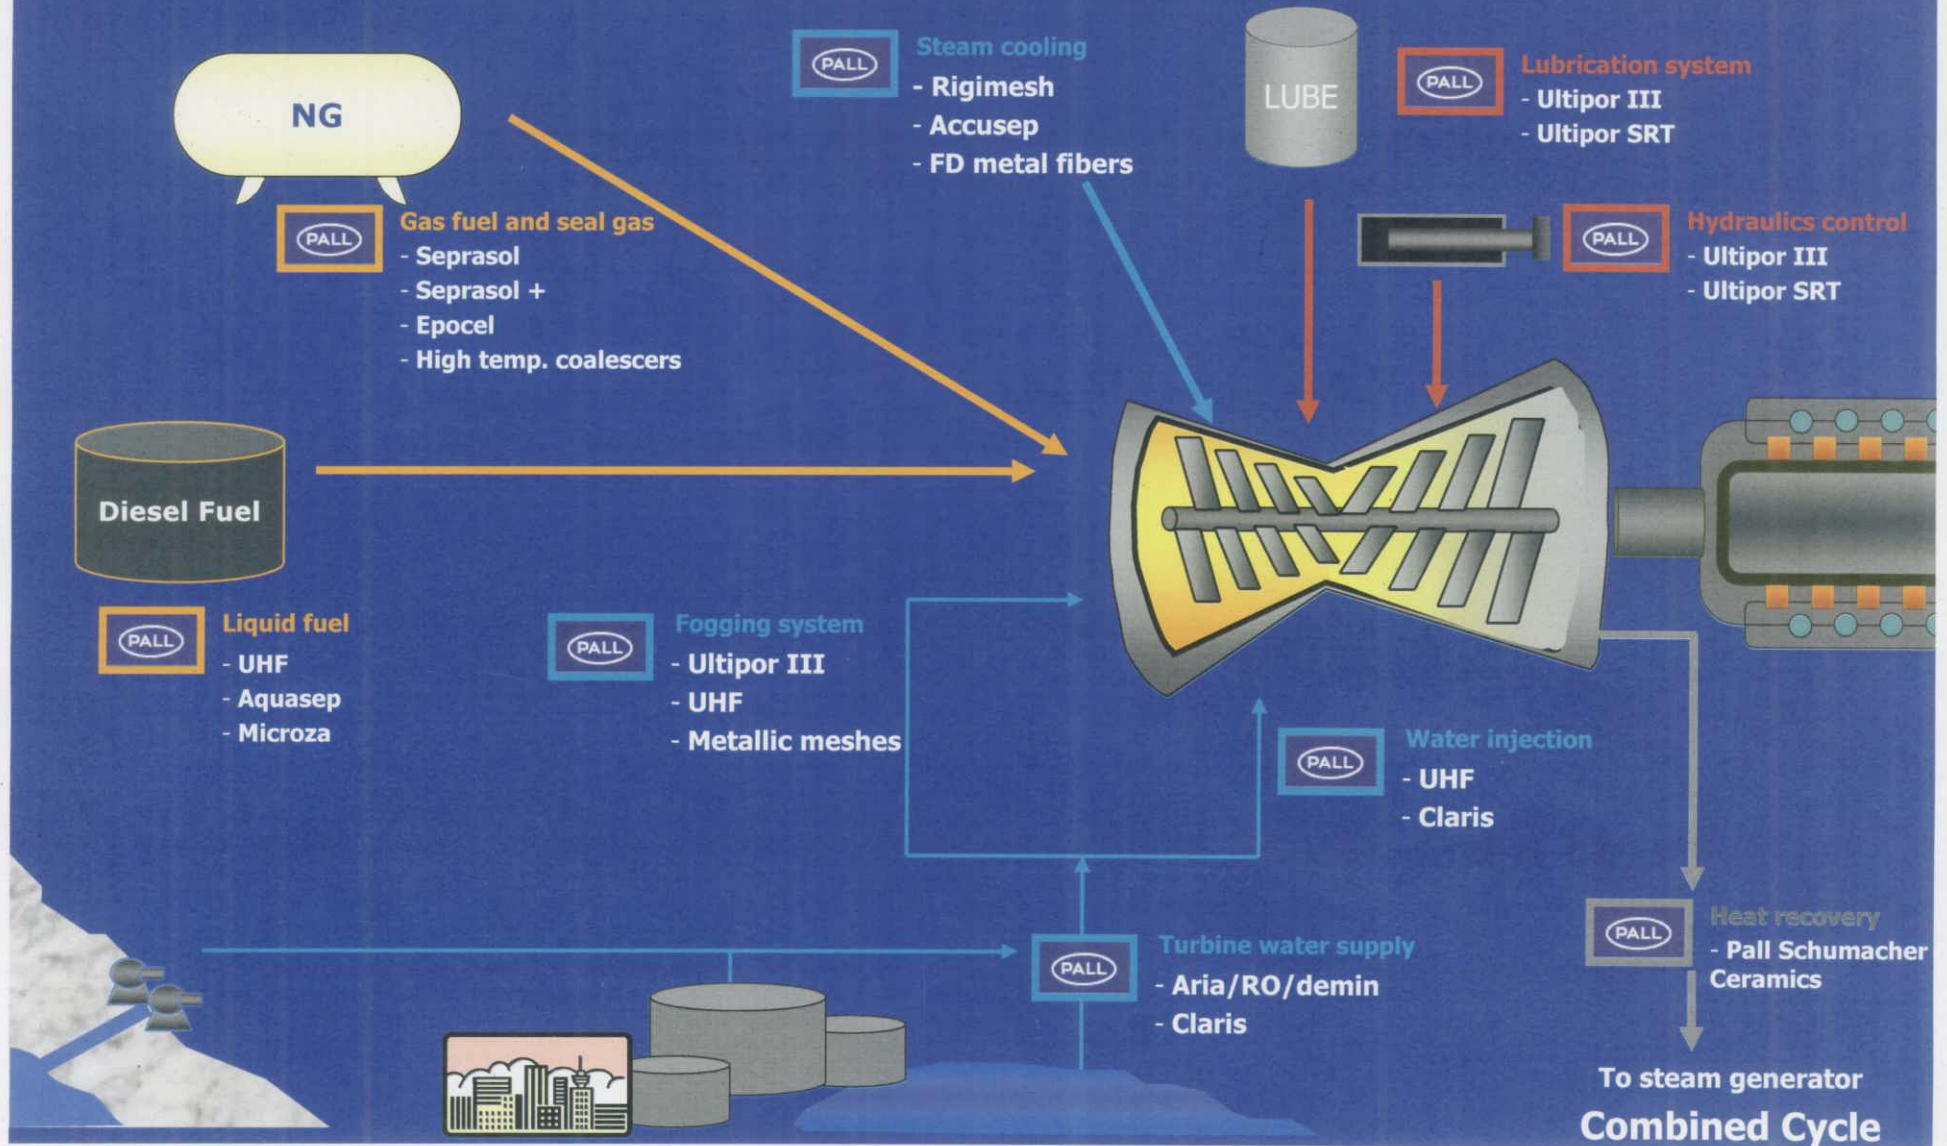 PALL
Steam cooling
- Rigimesh
- Accusep
- FD metal fibers
LUBE
PALL
Lubrication system
- Ultipor III
- Ultipor SRT
NG
PALL
Gas fuel and seal gas
- Seprasol
- Seprasol +
- Epocel
- High temp. coalescers
PALL
Hydraulics control
- Ultipor III
- Ultipor SRT
Diesel Fuel
PALL
Liquid fuel
- UHF
- Aquasep
- Microza
PALL
Fogging system
- Ultipor III
- UHF
- Metallic meshes
PALL
Water injection
- UHF
- Claris
PALL
Turbine water supply
- Aria/RO/demin
- Claris
PALL
Heat recovery
- Pall Schumacher
Ceramics
To steam generator
Combined Cycle